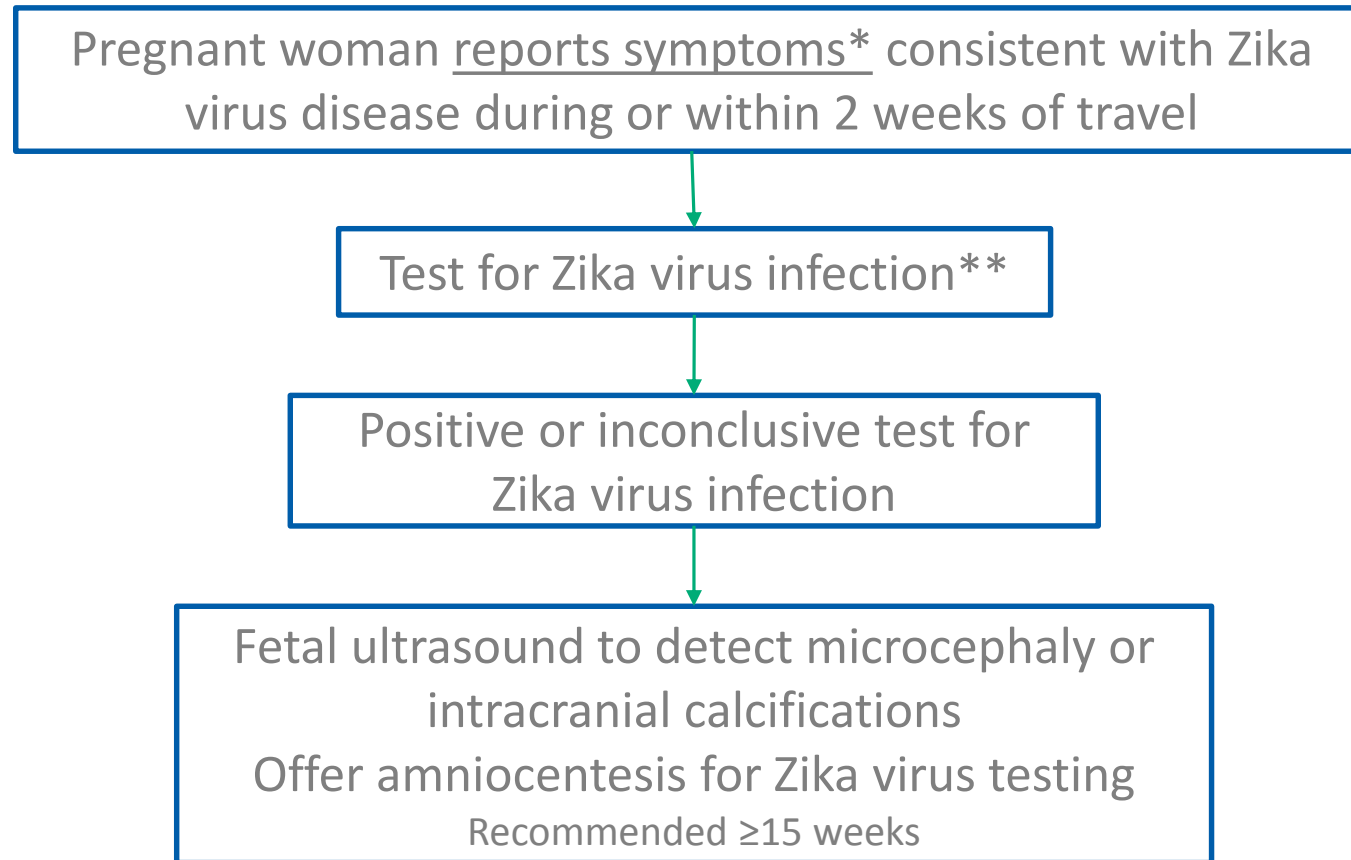 Pregnant woman reports symptoms* consistent with Zika
virus disease during or within 2 weeks of travel
Test for Zika virus infection**
Positive or inconclusive test for
Zika virus infection
Fetal ultrasound to detect microcephaly or
intracranial calcifications
Offer amniocentesis for Zika virus testing
Recommended ≥15 weeks